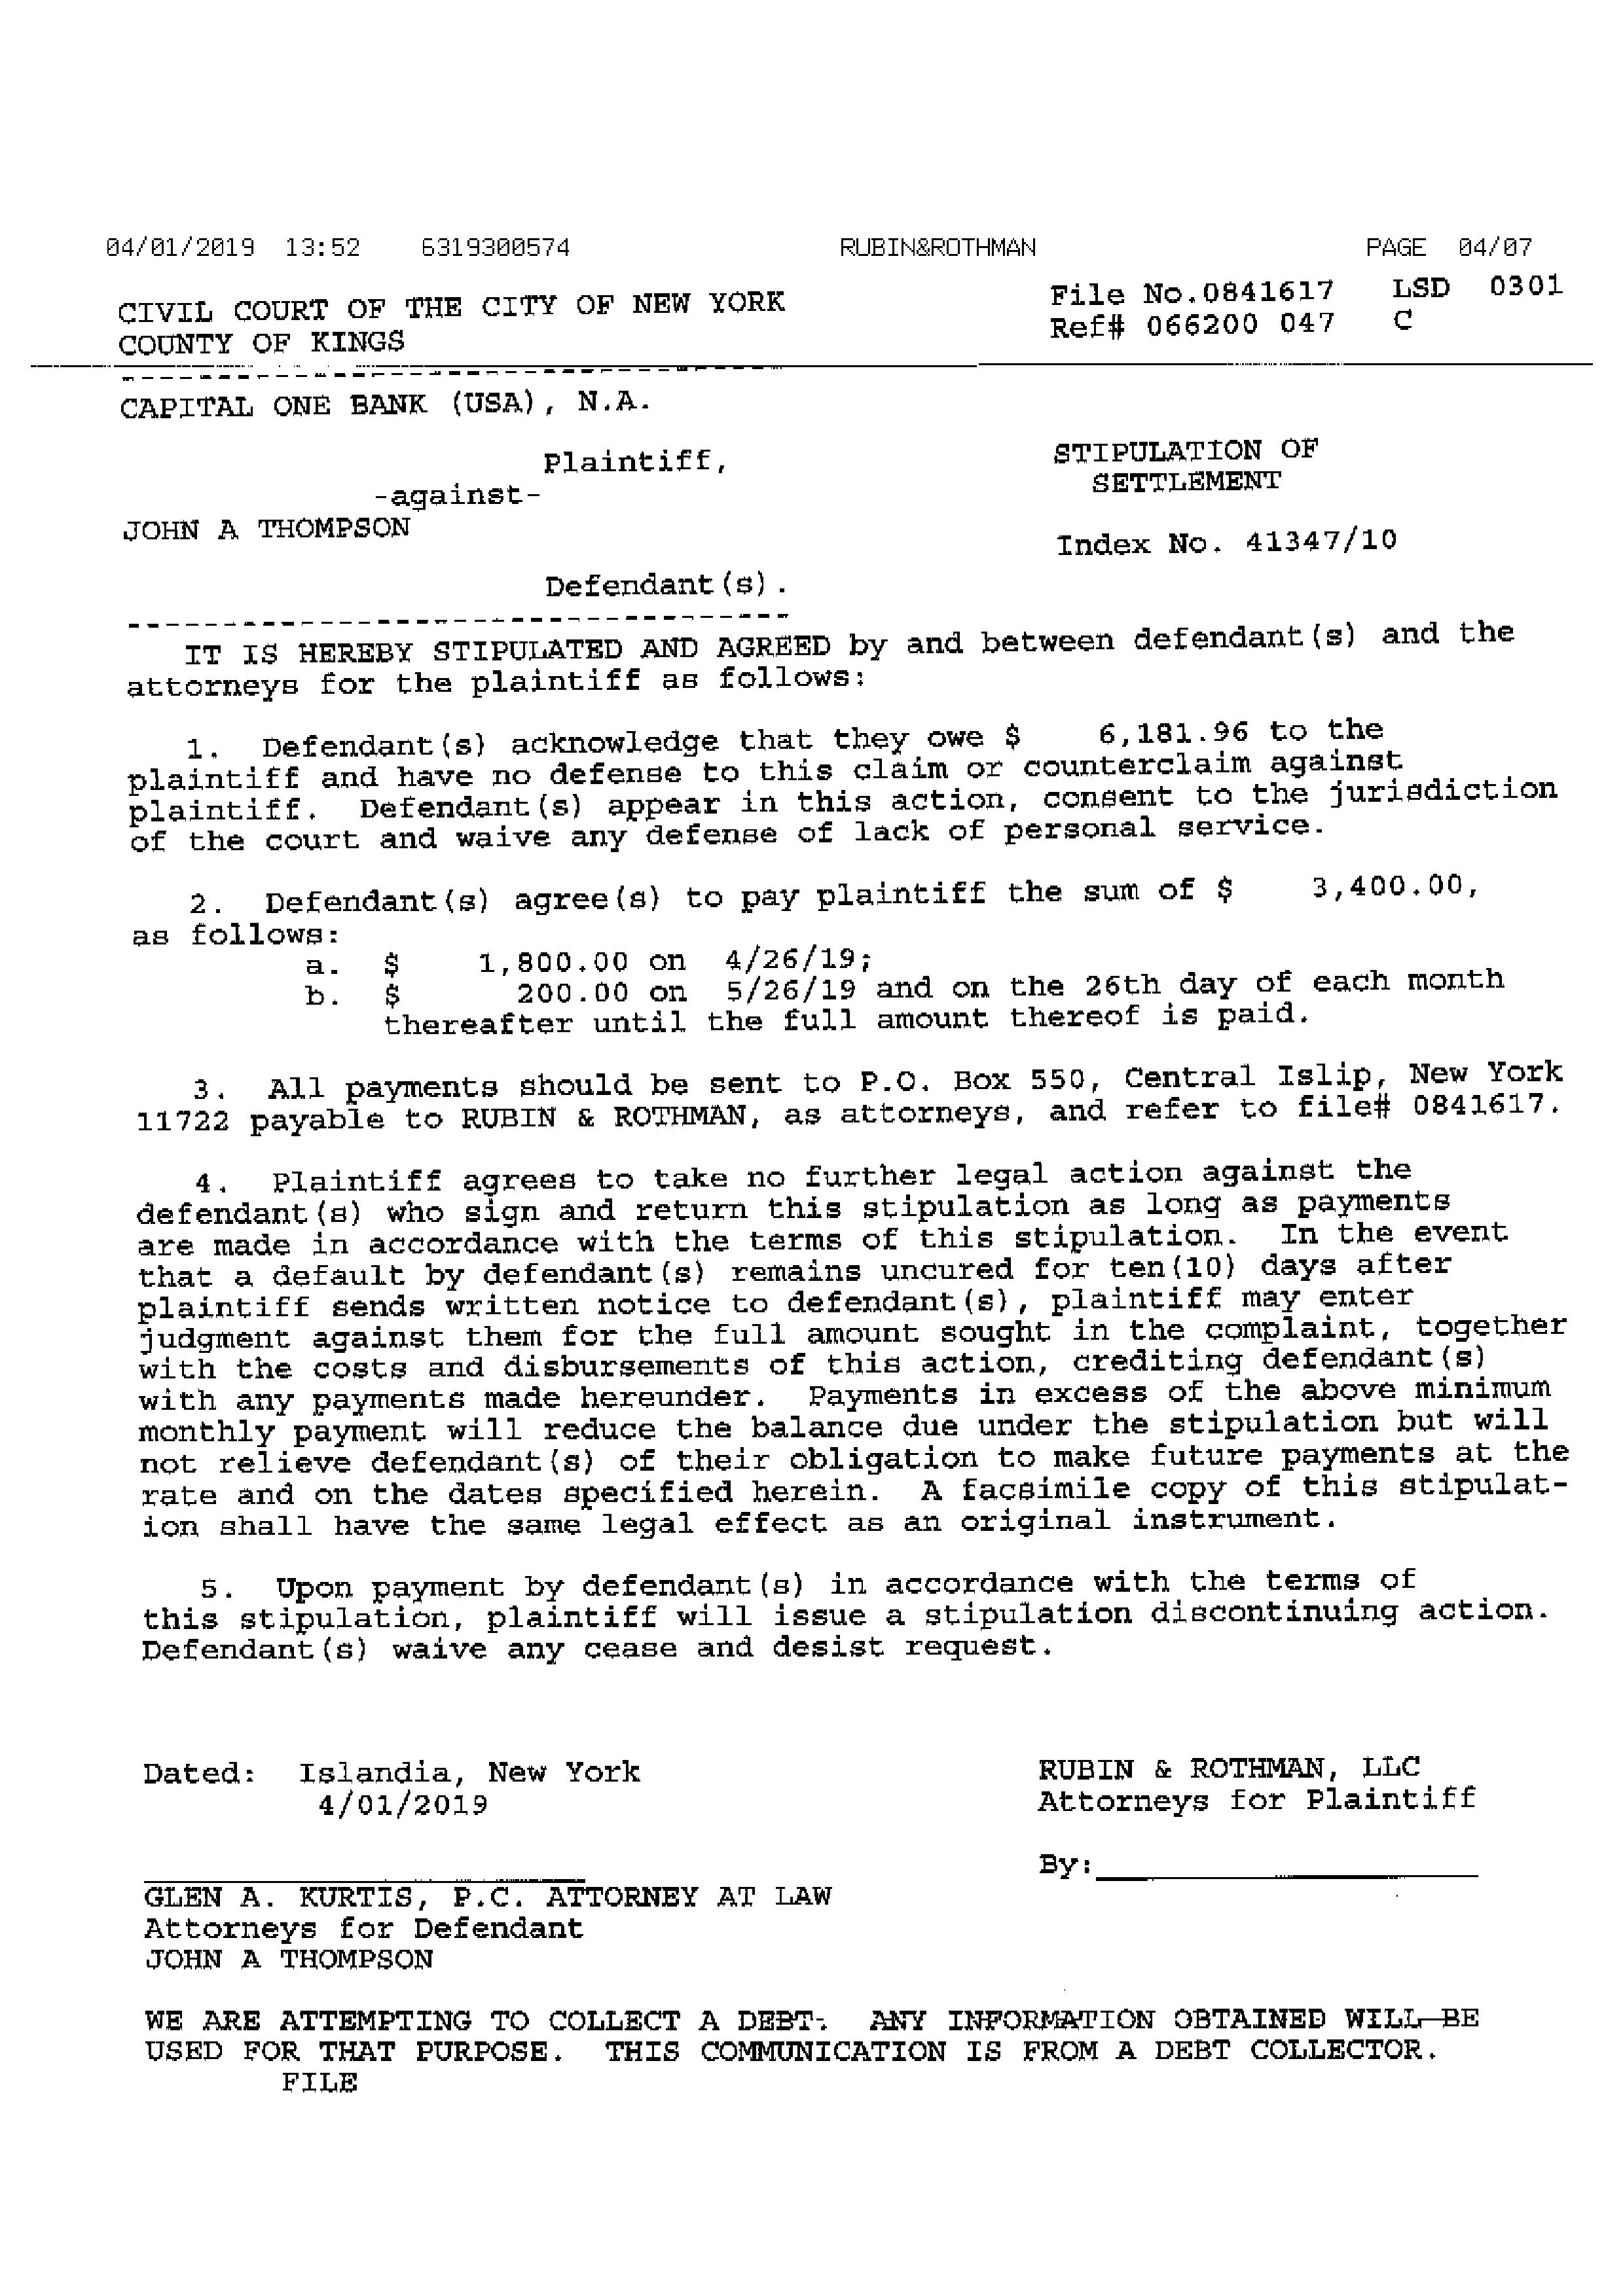 04/01/2019 13:52 6319300574 RUBIN&ROTHMAN PAGE 04/07
CIVIL COURT OF THE CITY OF NEW YORK File No.0841617 LSD 0301
COUNTY OF KINGS Ref# 066200 047 C
CAPITAL ONE BANK (USA), N.A.
Plaintiff, STIPULATION OF
-against- SETTLEMENT
JOHN A THOMPSON
Index No. 41347/10
Defendant(s).
IT IS HEREBY STIPULATED AND AGREED by and between defendant(s) and the
attorneys for the plaintiff as follows:
1. Defendant(s) acknowledge that they owe $ 6,181.96 to the
plaintiff and have no defense to this claim or counterclaim against
plaintiff. Defendant(s) appear in this action, consent to the jurisdiction
of the court and waive any defense of lack of personal service.
2. Defendant(s) agree(s) to pay plaintiff the sum of $ 3,400.00,
as follows:
a. $ 1,800.00 on 4/26/19;
b. $ 200.00 on 5/26/19 and on the 26th day of each month
thereafter until the full amount thereof is paid.
3. All payments should be sent to P.O. Box 550, Central Islip, New York
11722 payable to RUBIN & ROTHMAN, as attorneys, and refer to file# 0841617.
4. Plaintiff agrees to take no further legal action against the
defendant(s) who sign and return this stipulation as long as payments
are made in accordance with the terms of this stipulation. In the event
that a default by defendant(s) remains uncured for ten(10) days after
plaintiff sends written notice to defendant(s), plaintiff may enter
judgment against them for the full amount sought in the complaint, together
with the costs and disbursements of this action, crediting defendant(s)
with any payments made hereunder. Payments in excess of the above minimum
monthly payment will reduce the balance due under the stipulation but will
not relieve defendant(s) of their obligation to make future payments at the
rate and on the dates specified herein. A facsimile copy of this stipulat-
ion shall have the same legal effect as an original instrument.
5. Upon payment by defendant(s) in accordance with the terms of
this stipulation, plaintiff will issue a stipulation discontinuing action.
Defendant(s) waive any cease and desist request.
Dated: Islandia, New York RUBIN & ROTHMAN, LLC
4/01/2019 Attorneys for Plaintiff
By:
GLEN A. KURTIS, P.C. ATTORNEY AT LAW
Attorneys for Defendant
JOHN A THOMPSON
WE ARE ATTEMPTING TO COLLECT A DEBT. ANY INFORMATION OBTAINED WILL BE
USED FOR THAT PURPOSE. THIS COMMUNICATION IS FROM A DEBT COLLECTOR.
FILE